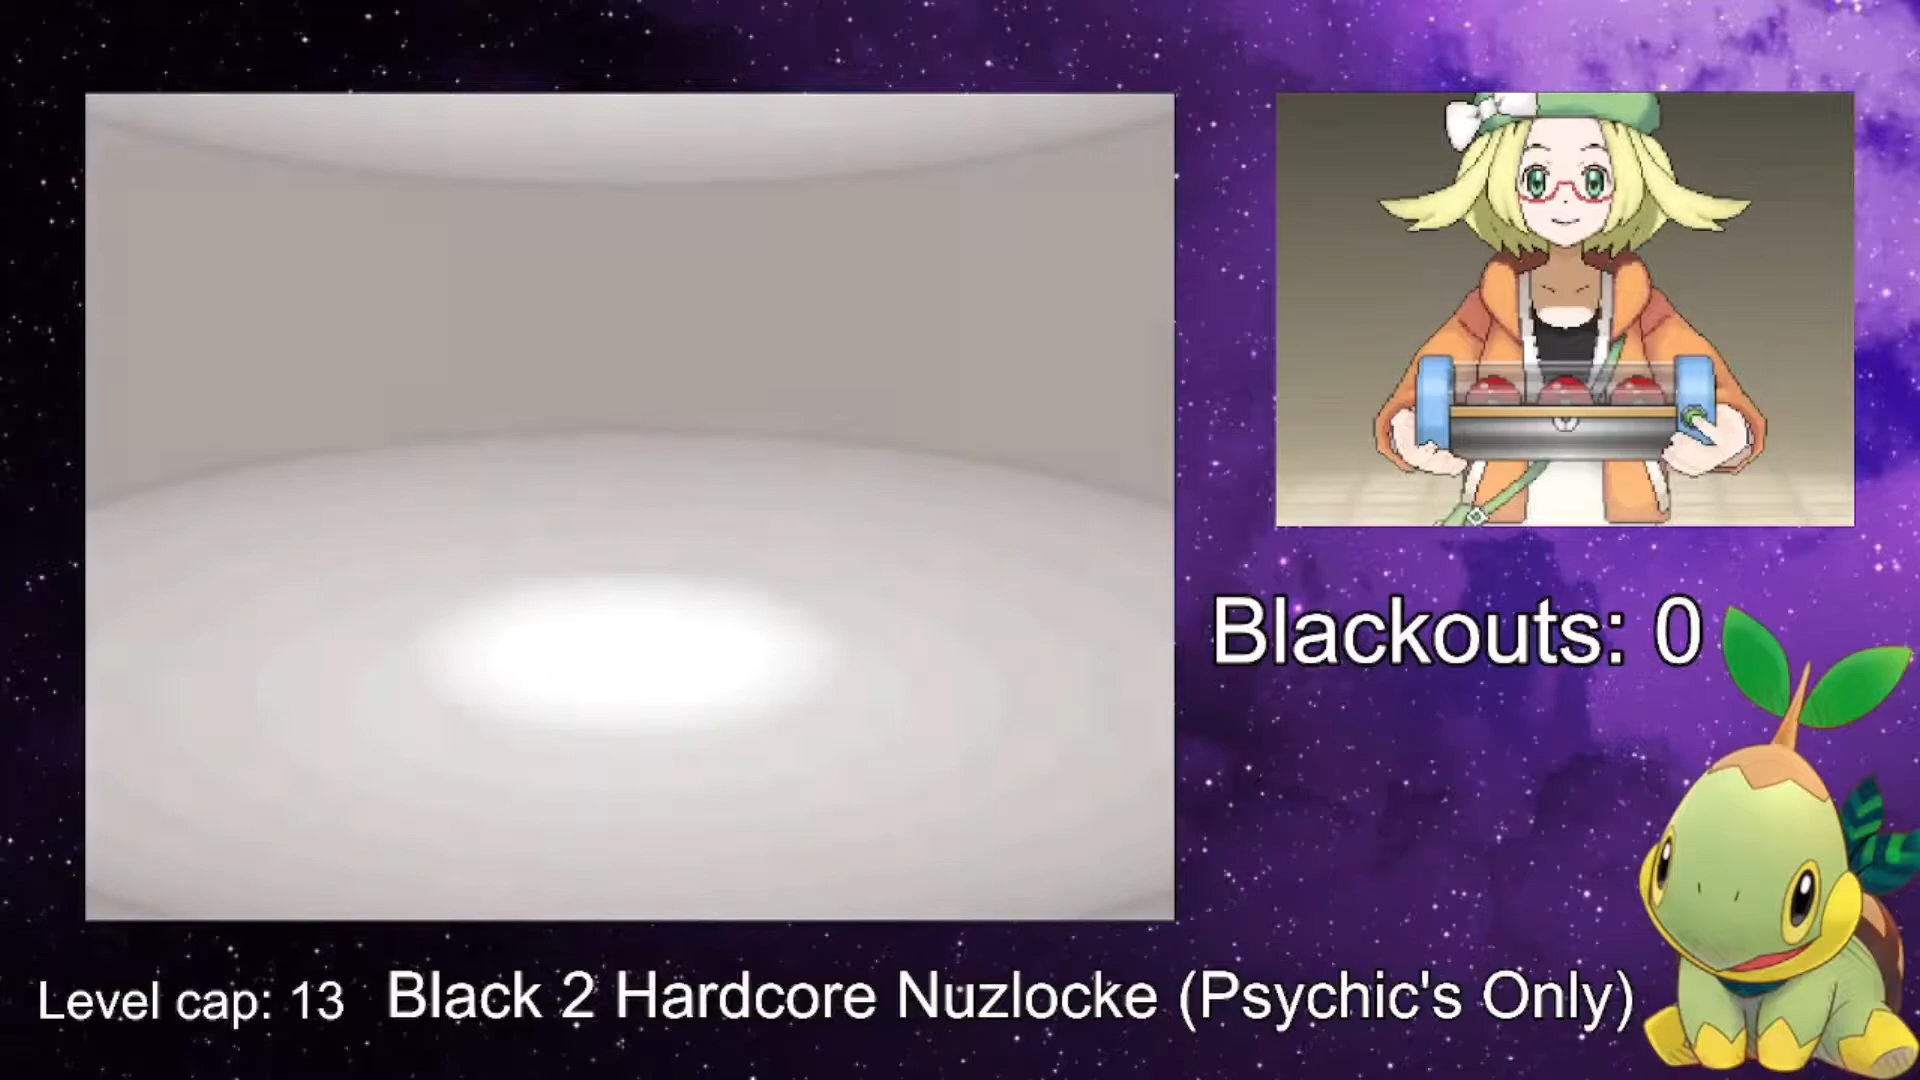 Blackouts: 0
Level cap: 13
Black 2 Hardcore Nuzlocke (Psychic's Only)